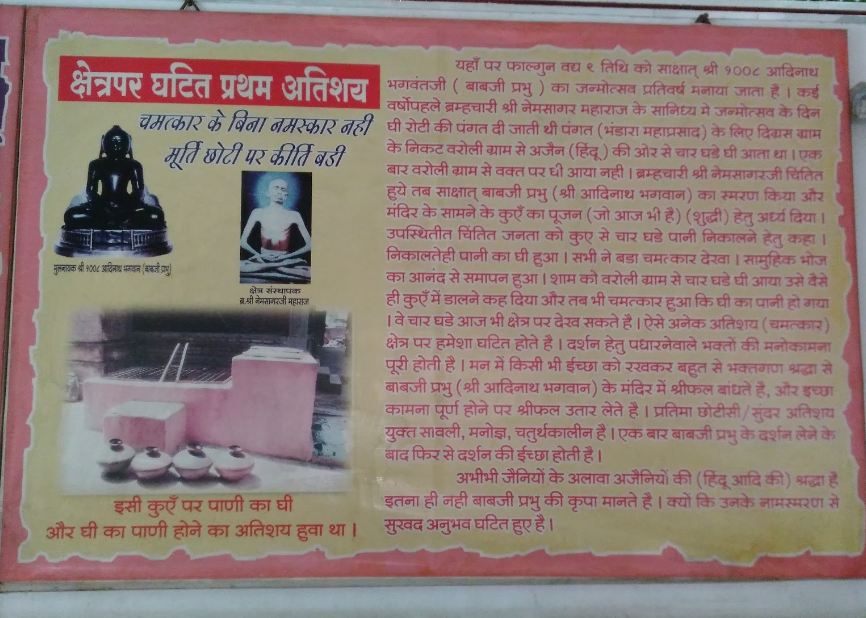 क्षेत्रपर घटित प्रथम अतिशय
चमत्कार के बिना नमस्कार नही
मूर्ति छोटी पर कीर्ति बडी
मुलनायक श्री १००८ आदिनाथ भगवान (बाबजी प्रभु)
क्षेत्र संस्थापक
ब्र.श्री नेमसागरजी महाराज
इसी कुएँ पर पाणी का घी
और घी का पाणी होने का अतिशय हुवा था।
यहाँ पर फाल्गुन वद्य ९ तिथि को साक्षात् श्री १००८ आदिनाथ
भगवंतजी ( बाबजी प्रभु ) का जन्मोत्सव प्रतिवर्ष मनाया जाता है । कई
वर्षोपहले ब्रम्हचारी श्री नेमसागर महाराज के सानिध्य मे जन्मोत्सव के दिन
घी रोटी की पंगत दी जाती थी पंगत (भंडारा महाप्रसाद) के लिए दिग्रस ग्राम
के निकट वरोली ग्राम से अजैन (हिंदू) की ओर से चार घडे घी आता था । एक
बार वरोली ग्राम से वक्त पर घी आया नही । ब्रम्हचारी श्री नेमसागरजी चिंतित
हुये तब साक्षात् बाबजी प्रभु (श्री आदिनाथ भगवान) का स्मरण किया और
मंदिर के सामने के कुएँ का पूजन (जो आज भी है) (शुद्धी) हेतु अर्ध्य दिया ।
उपस्थितीत चिंतित जनता को कुए से चार घडे पानी निकालने हेतु कहा ।
निकालतेही पानी का घी हुआ । सभी ने बडा चमत्कार देखा । सामुहिक भोज
का आनंद से समापन हुआ । शाम को वरोली ग्राम से चार घडे घी आया उसे वैसे
ही कुएँ में डालने कह दिया और तब भी चमत्कार हुआ कि घी का पानी हो गया
। वे चार घडे आज भी क्षेत्र पर देख सकते है । ऐसे अनेक अतिशय (चमत्कार)
क्षेत्र पर हमेशा घटित होते है । दर्शन हेतु पधारनेवाले भक्तों की मनोकामना
पूरी होती है । मन में किसी भी ईच्छा को रखकर बहुत से भक्तगण श्रद्धा से
बाबजी प्रभु (श्री आदिनाथ भगवान) के मंदिर में श्रीफल बांधते है, और इच्छा
कामना पूर्ण होने पर श्रीफल उतार लेते है । प्रतिमा छोटीसी/सुंवर अतिशय
युक्त सावली, मनोज्ञ, चतुर्थकालीन है । एक बार बाबजी प्रभु के दर्शन लेने के
बाद फिर से दर्शन की ईच्छा होती है ।
अभीभी जैनियों के अलावा अजैनियों की (हिंदू आदि की) श्रद्धा है
इतना ही नही बाबजी प्रभु की कृपा मानते है । क्यों कि उनके नामस्मरण से
सुखद अनुभव घटित हुए है ।